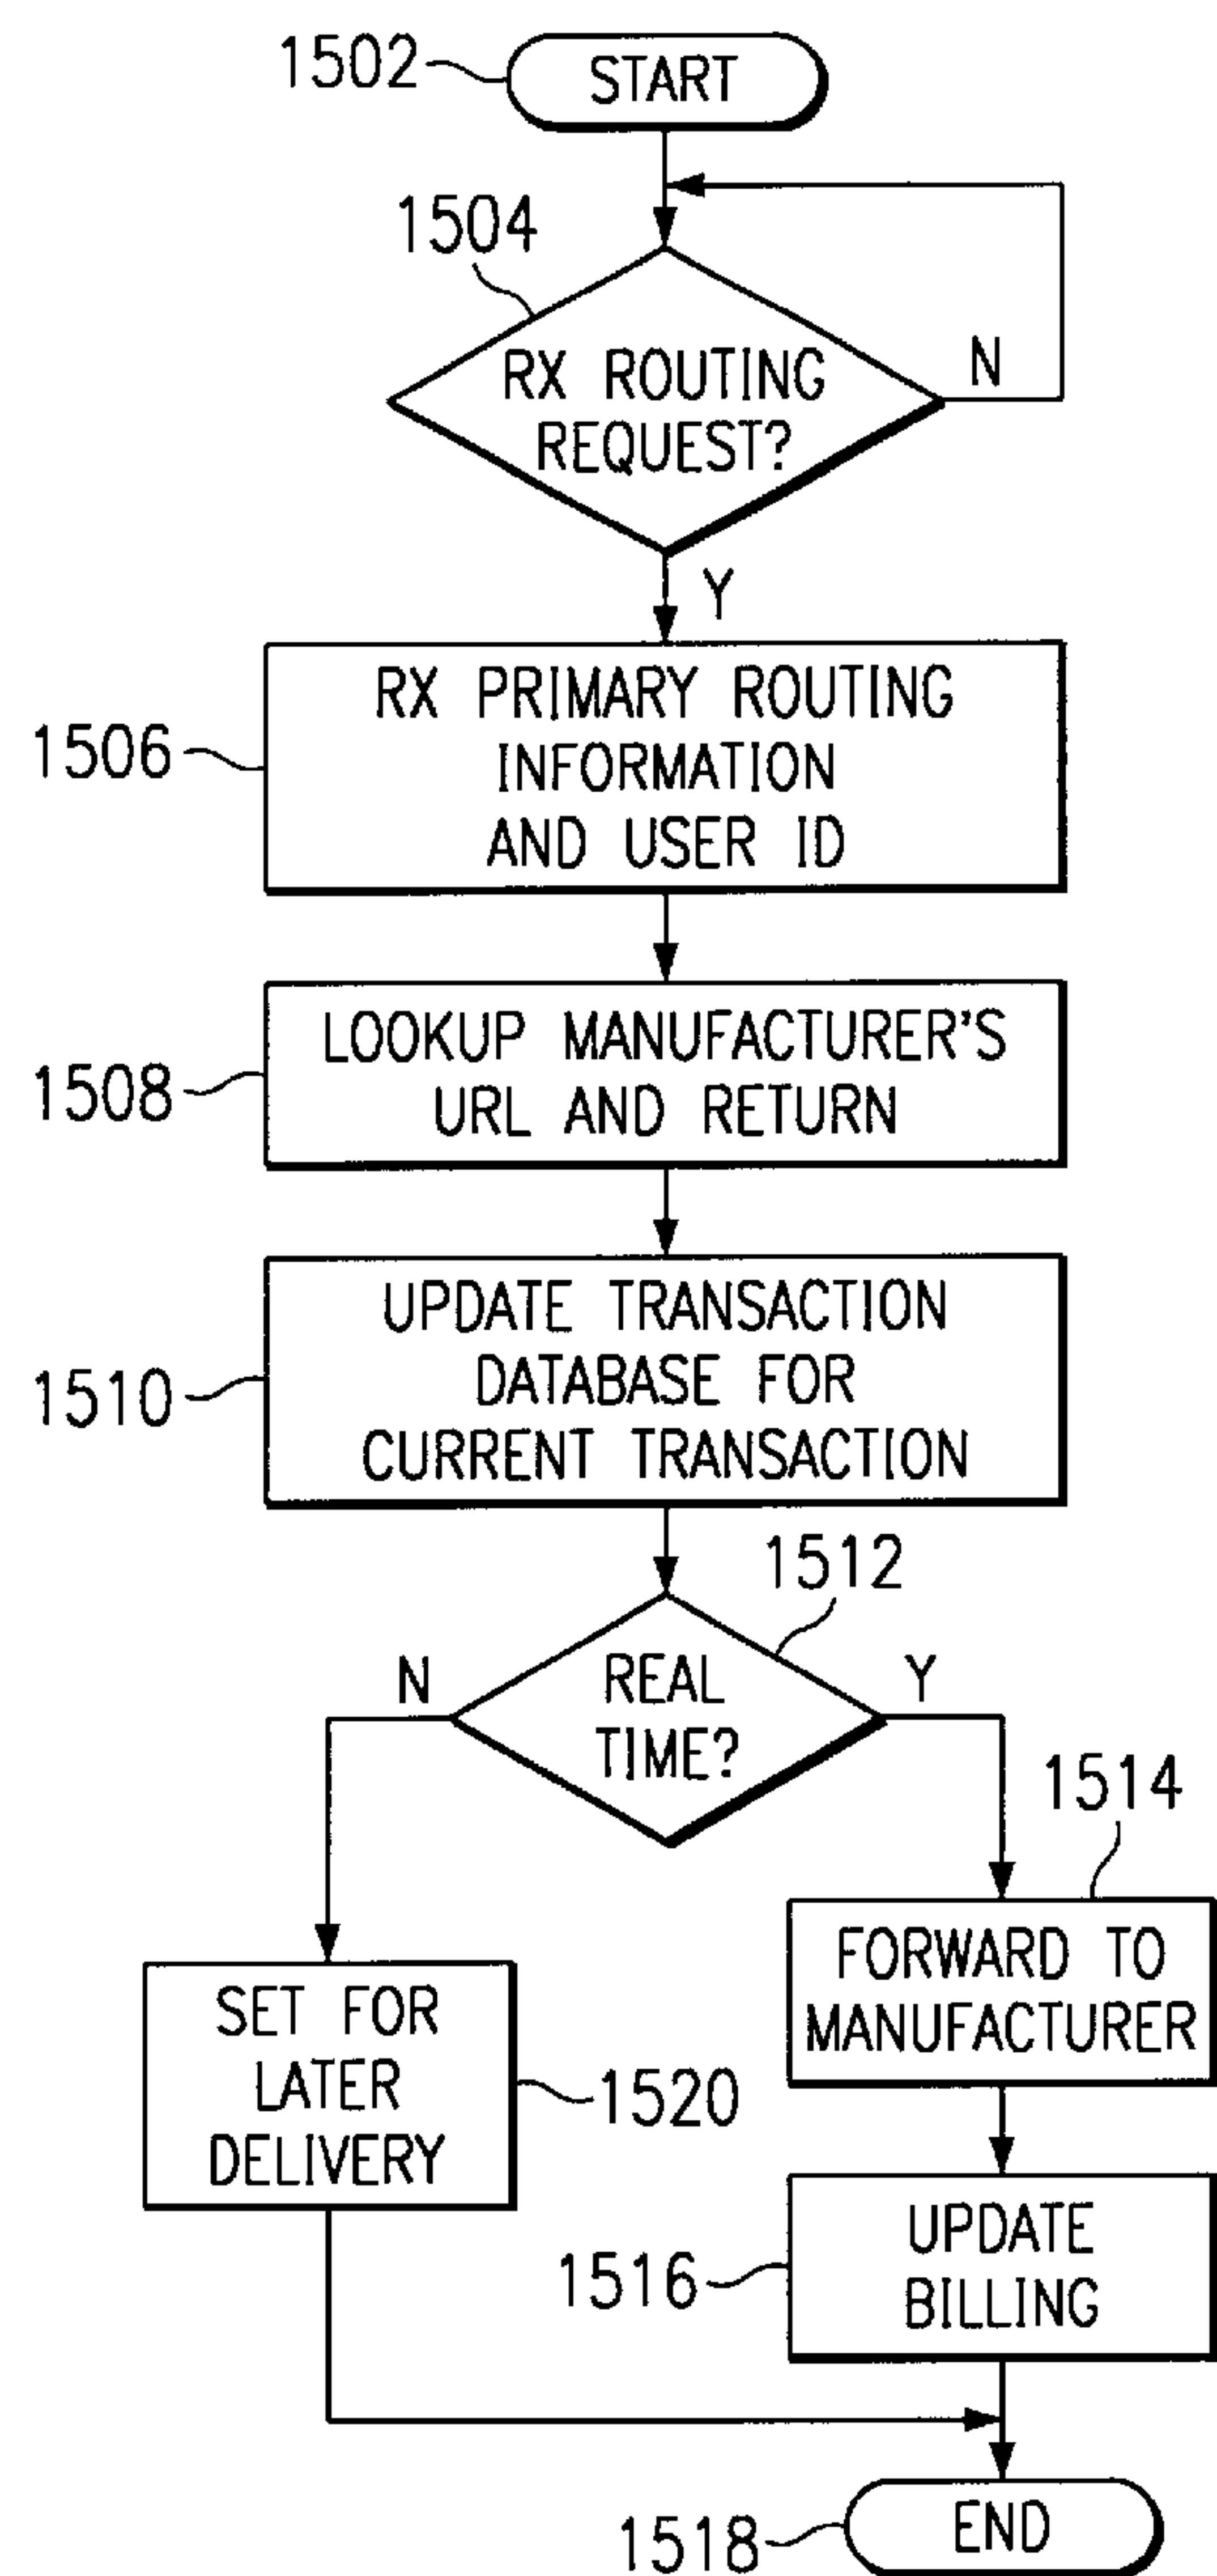 1502
START
1504
RX ROUTING
REQUEST?
N
Y
1506
RX PRIMARY ROUTING
INFORMATION
AND USER ID
1508
LOOKUP MANUFACTURER'S
URL AND RETURN
1510
UPDATE TRANSACTION
DATABASE FOR
CURRENT TRANSACTION
1512
REAL
TIME?
N
Y
1514
FORWARD TO
MANUFACTURER
SET FOR
LATER
DELIVERY
1520
1516
UPDATE
BILLING
1518
END